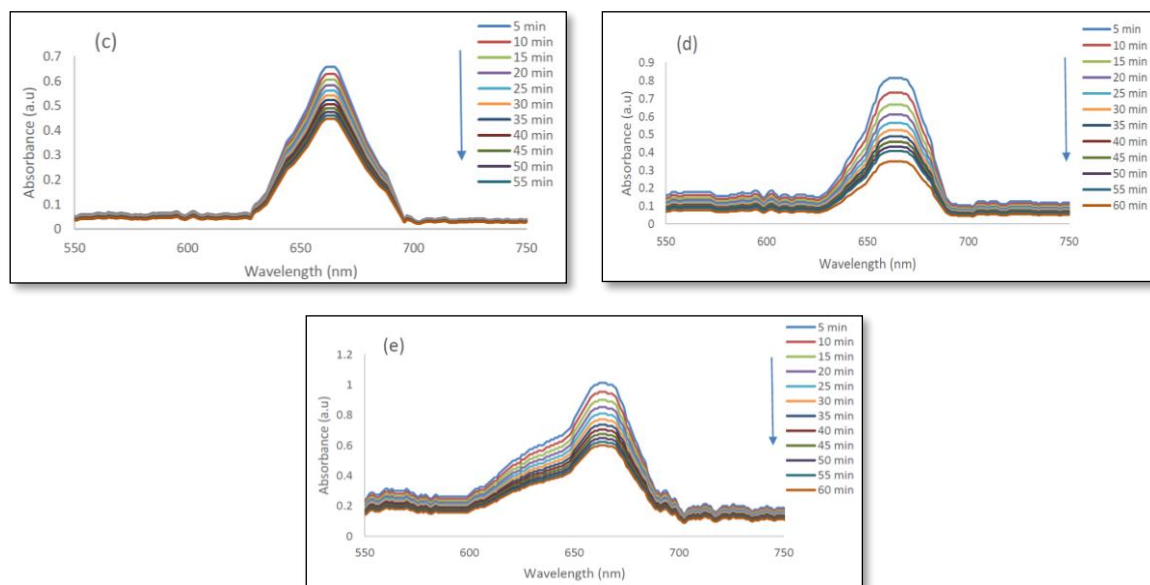 (c)
Absorbance (a.u)
0.7
0.6
0.5
0.4
0.3
0.2
0.1
0
550
600
650
700
750
Wavelength (nm)
5 min
10 min
15 min
20 min
25 min
30 min
35 min
40 min
45 min
50 min
55 min
(d)
Absorbance (a.u)
0.9
0.8
0.7
0.6
0.5
0.4
0.3
0.2
0.1
0
550
600
650
700
750
Wavelength (nm)
5 min
10 min
15 min
20 min
25 min
30 min
35 min
40 min
45 min
50 min
55 min
60 min
(e)
Absorbance (a.u)
1.2
1
0.8
0.6
0.4
0.2
0
550
600
650
700
750
Wavelength (nm)
5 min
10 min
15 min
20 min
25 min
30 min
35 min
40 min
45 min
50 min
55 min
60 min